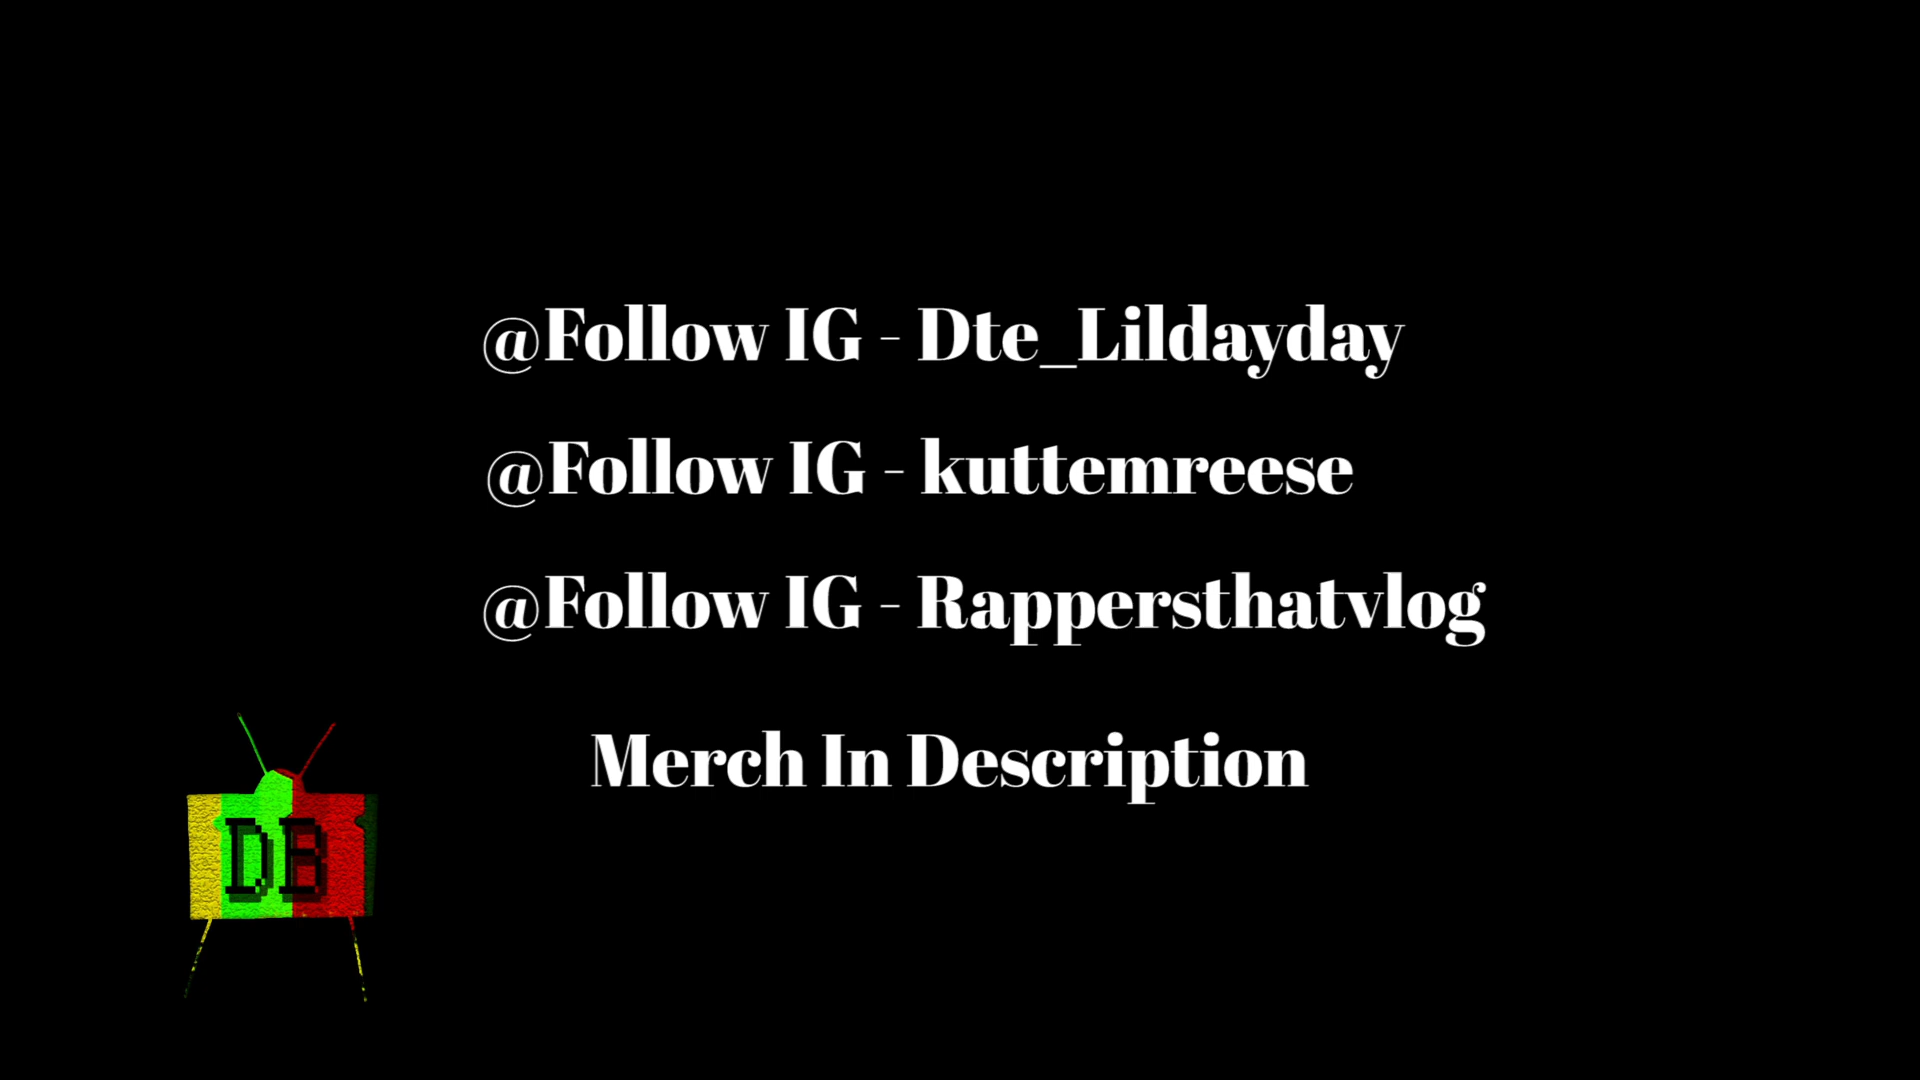 @Follow IG - Dte_Lildayday
@Follow IG - kuttemreese
@Follow IG - Rappersthatvlog
Merch In Description
DB